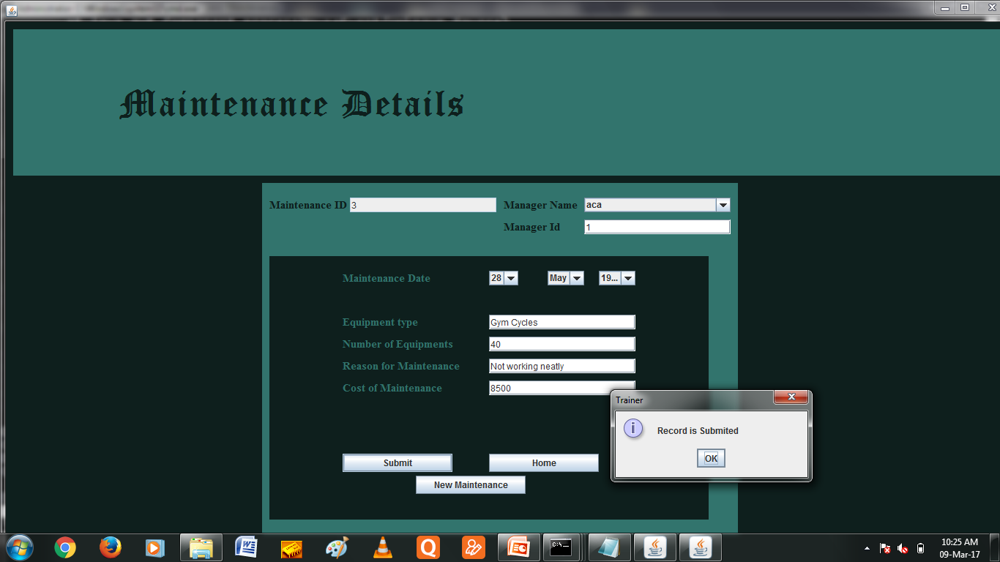 Maintenance Details
Maintenance ID 3 Manager Name aca
Manager Id 1
Maintenance Date 28 May 19...
Equipment type Gym Cycles
Number of Equipments 40
Reason for Maintenance Not working neatly
Cost of Maintenance 8500
Trainer
Record is Submited
OK
Submit Home
New Maintenance
10:25 AM
09-Mar-17